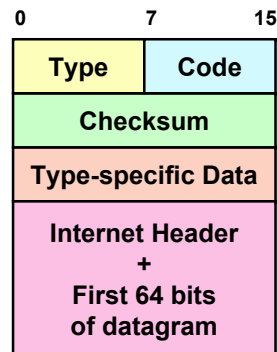 0 7 15
Type Code
Checksum
Type-specific Data
Internet Header
+
First 64 bits
of datagram